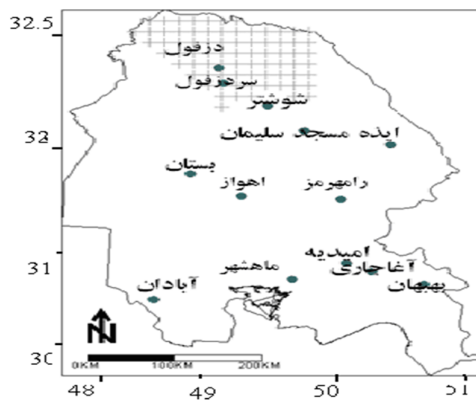 32.5
دزفول
سردزفول
شوشتر
ایذه مسجد سلیمان
32
بستان
اهواز
رامهرمز
31
امیدیه
آغاجاری
بهبهان
ماهشهر
آبادان
N
30
0KM 100KM 200KM
48 49 50 51